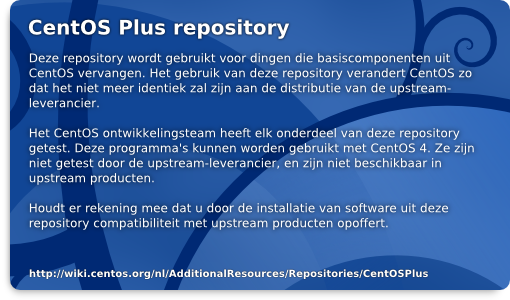 CentOS Plus repository
Deze repository wordt gebruikt voor dingen die basiscomponenten uit
CentOS vervangen. Het gebruik van deze repository verandert CentOS zo
dat het niet meer identiek zal zijn aan de distributie van de upstream-
leverancier.
Het CentOS ontwikkelingsteam heeft elk onderdeel van deze repository
getest. Deze programma's kunnen worden gebruikt met CentOS 4. Ze zijn
niet getest door de upstream-leverancier, en zijn niet beschikbaar in
upstream producten.
Houdt er rekening mee dat u door de installatie van software uit deze
repository compatibiliteit met upstream producten opoffert.
http://wiki.centos.org/nl/AdditionalResources/Repositories/CentOSPlus